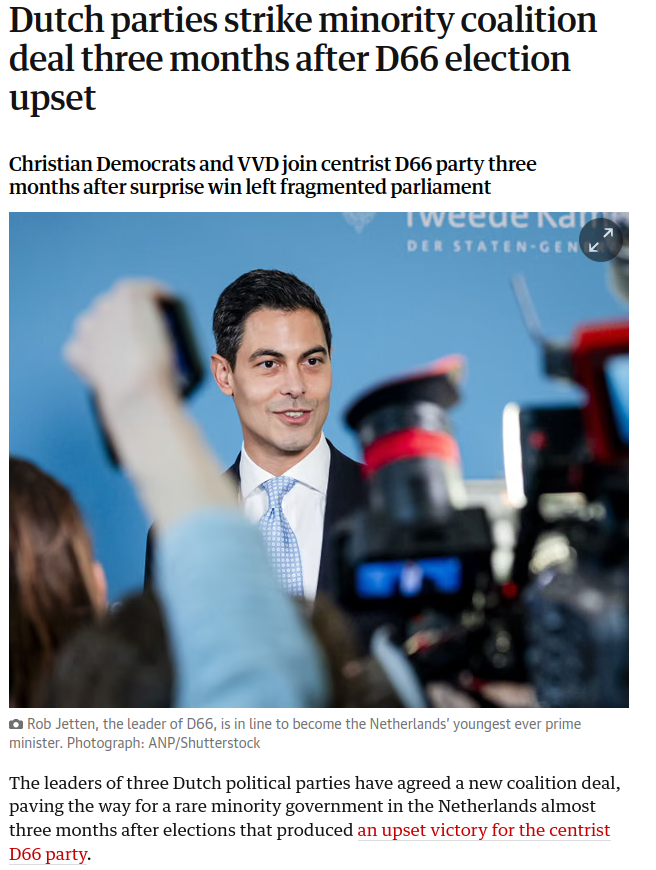 Dutch parties strike minority coalition
deal three months after D66 election
upset
Christian Democrats and VVD join centrist D66 party three
months after surprise win left fragmented parliament
Tweede Kam
DER STATEN-GEN
Rob Jetten, the leader of D66, is in line to become the Netherlands’ youngest ever prime
minister. Photograph: ANP/Shutterstock
The leaders of three Dutch political parties have agreed a new coalition deal,
paving the way for a rare minority government in the Netherlands almost
three months after elections that produced an upset victory for the centrist
D66 party.